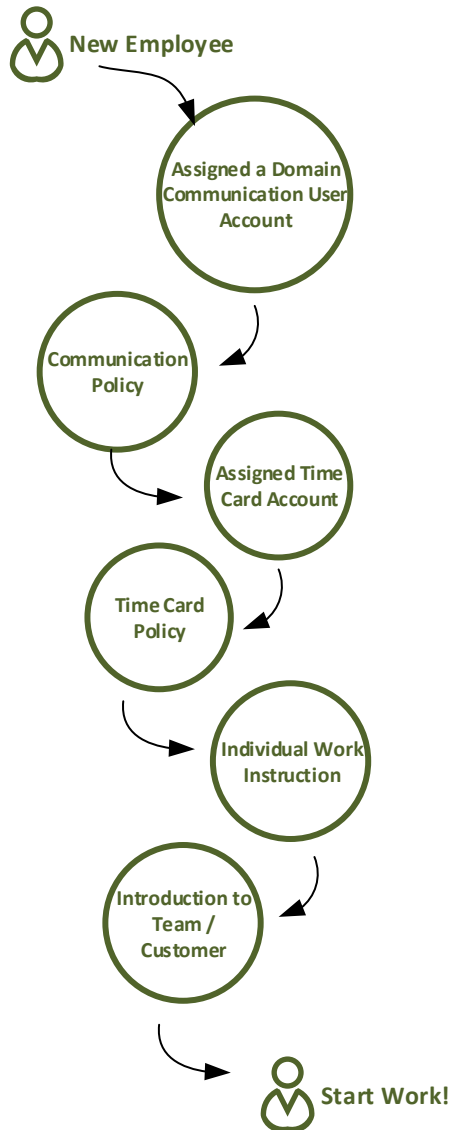 New Employee
Assigned a Domain
Communication User
Account
Communication
Policy
Assigned Time
Card Account
Time Card
Policy
Individual Work
Instruction
Introduction to
Team /
Customer
Start Work!